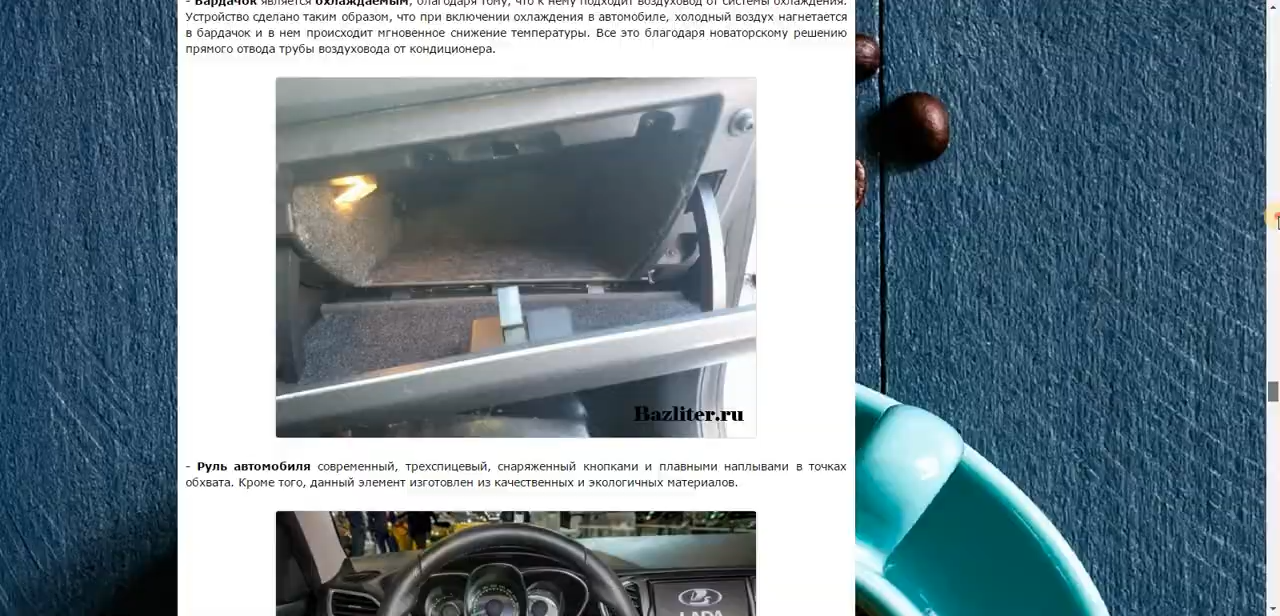 - Бардачок является охлаждаемым, благодаря тому, что к нему подходит воздуховод от системы охлаждения.
Устройство сделано таким образом, что при включении охлаждения в автомобиле, холодный воздух нагнетается
в бардачок и в нем происходит мгновенное снижение температуры. Все это благодаря новаторскому решению
прямого отвода трубы воздуховода от кондиционера.
Bazliter.ru
- Руль автомобиля современный, трехспицевый, снаряженный кнопками и плавными наплывами в точках
обхвата. Кроме того, данный элемент изготовлен из качественных и экологичных материалов.
LADA